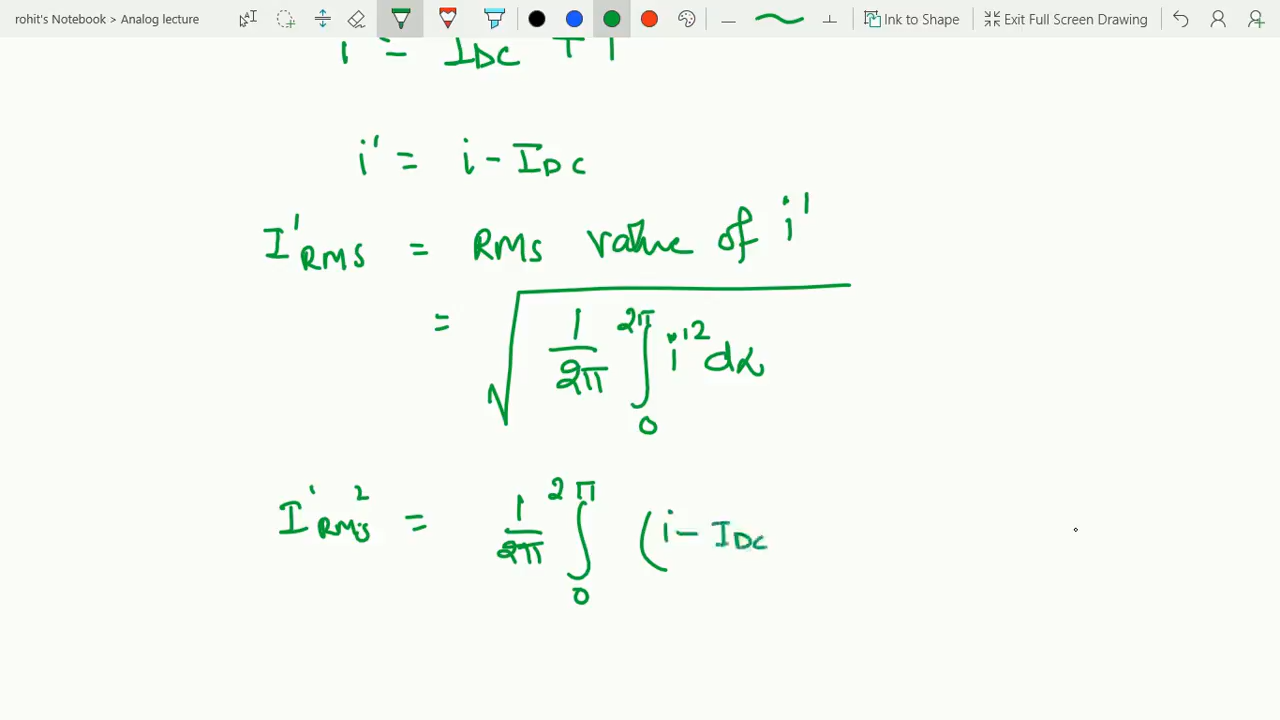 rohit's Notebook > Analog lecture
Ink to Shape
Exit Full Screen Drawing
i = IDC + i
i' = i - IDC
I'RMS = RMS value of i'
= √ 1/2π ∫ 0 2π i'² dα
I'RMS² = 1/2π ∫ 0 2π (i - IDC